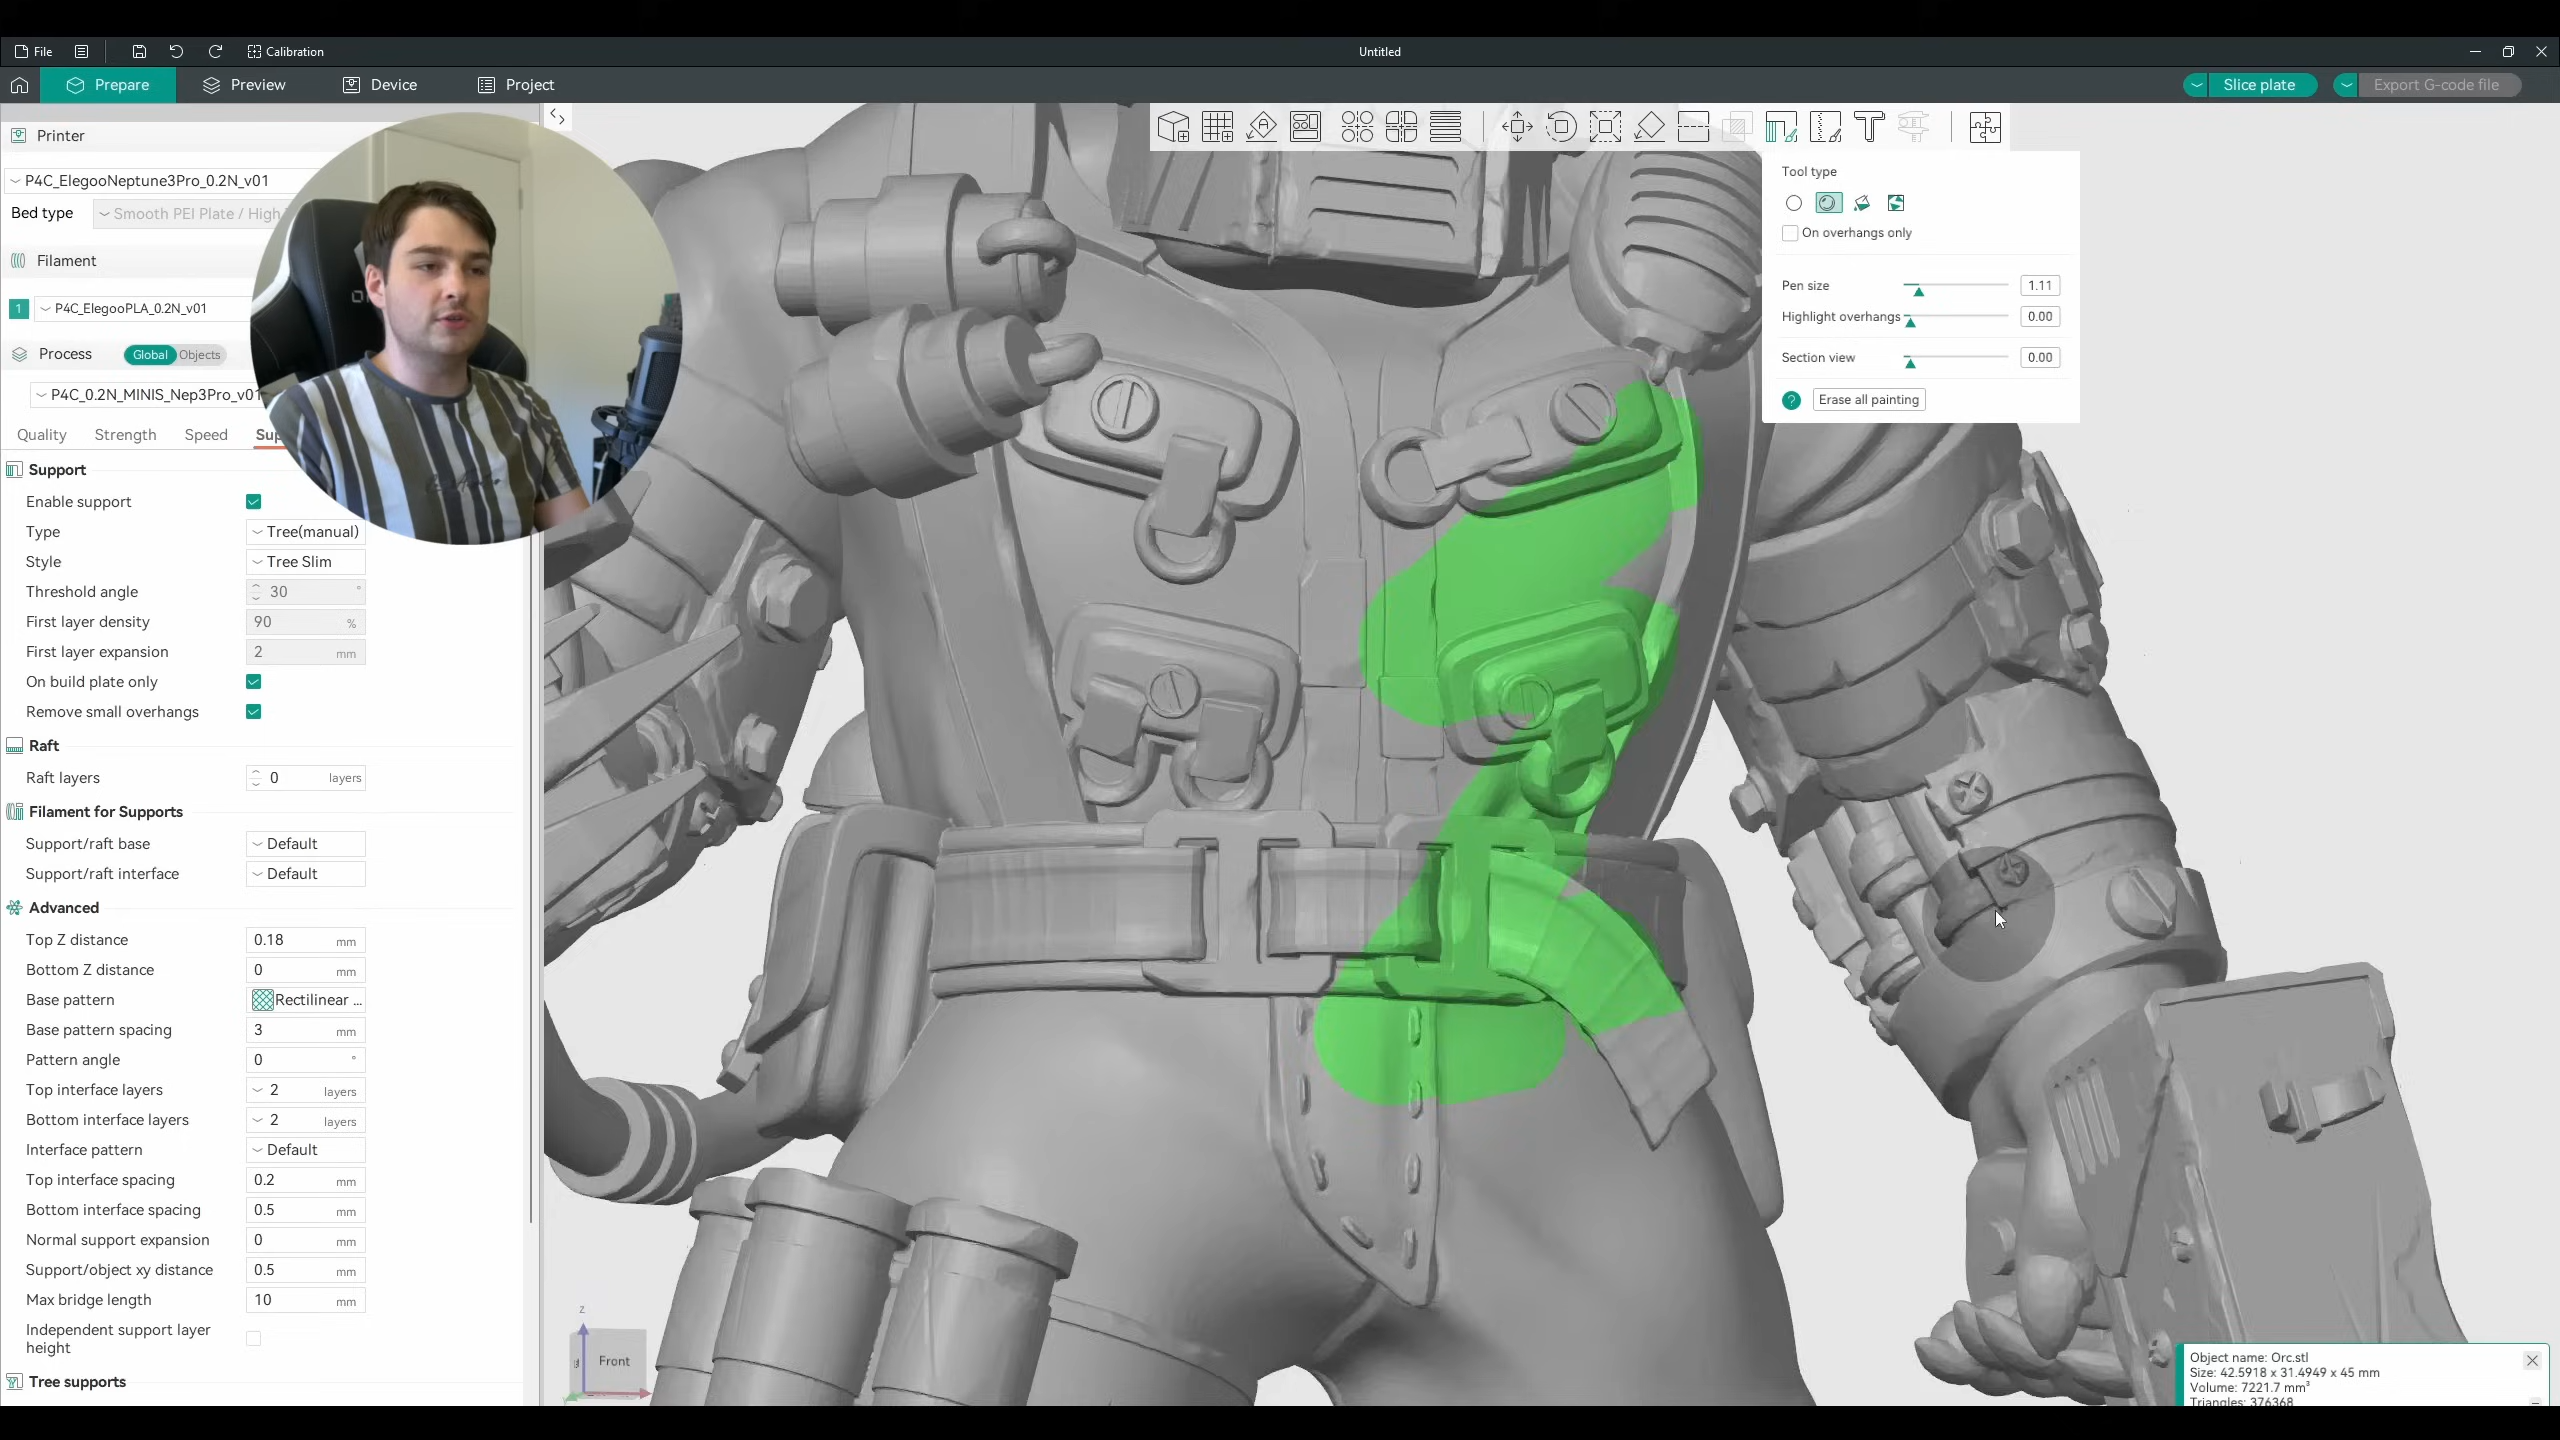 File
Calibration
Untitled
Prepare
Preview
Device
Project
Slice plate
Export G-code file
Printer
P4C_ElegooNeptune3Pro_0.2N_v01
Bed type
Smooth PEI Plate / High
Filament
1
P4C_ElegooPLA_0.2N_v01
Process
Global
Objects
P4C_0.2N_MINIS_Nep3Pro_v01
Quality
Strength
Speed
Sup
Support
Enable support
Type
Tree(manual)
Style
Tree Slim
Threshold angle
30 °
First layer density
90 %
First layer expansion
2 mm
On build plate only
Remove small overhangs
Raft
Raft layers
0 layers
Filament for Supports
Support/raft base
Default
Support/raft interface
Default
Advanced
Top Z distance
0.18 mm
Bottom Z distance
0 mm
Base pattern
Rectilinear ...
Base pattern spacing
3 mm
Pattern angle
0 °
Top interface layers
2 layers
Bottom interface layers
2 layers
Interface pattern
Default
Top interface spacing
0.2 mm
Bottom interface spacing
0.5 mm
Normal support expansion
0 mm
Support/object xy distance
0.5 mm
Max bridge length
10 mm
Independent support layer
height
Tree supports
Tool type
On overhangs only
Pen size
1.11
Highlight overhangs
0.00
Section view
0.00
?
Erase all painting
z
Front
Object name: Orc.stl
Size: 42.5918 x 31.4949 x 45 mm
Volume: 7221.7 mm³
Triangles: 376368